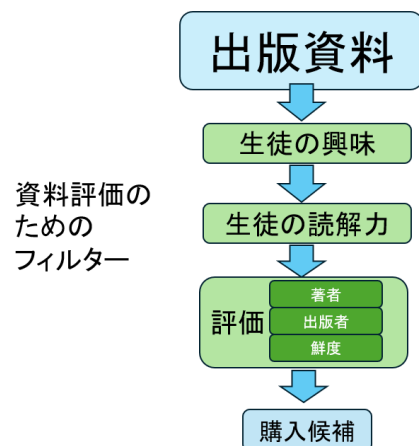 出版資料
生徒の興味
資料評価の
ための
フィルター
生徒の読解力
評価
著者
出版者
鮮度
購入候補